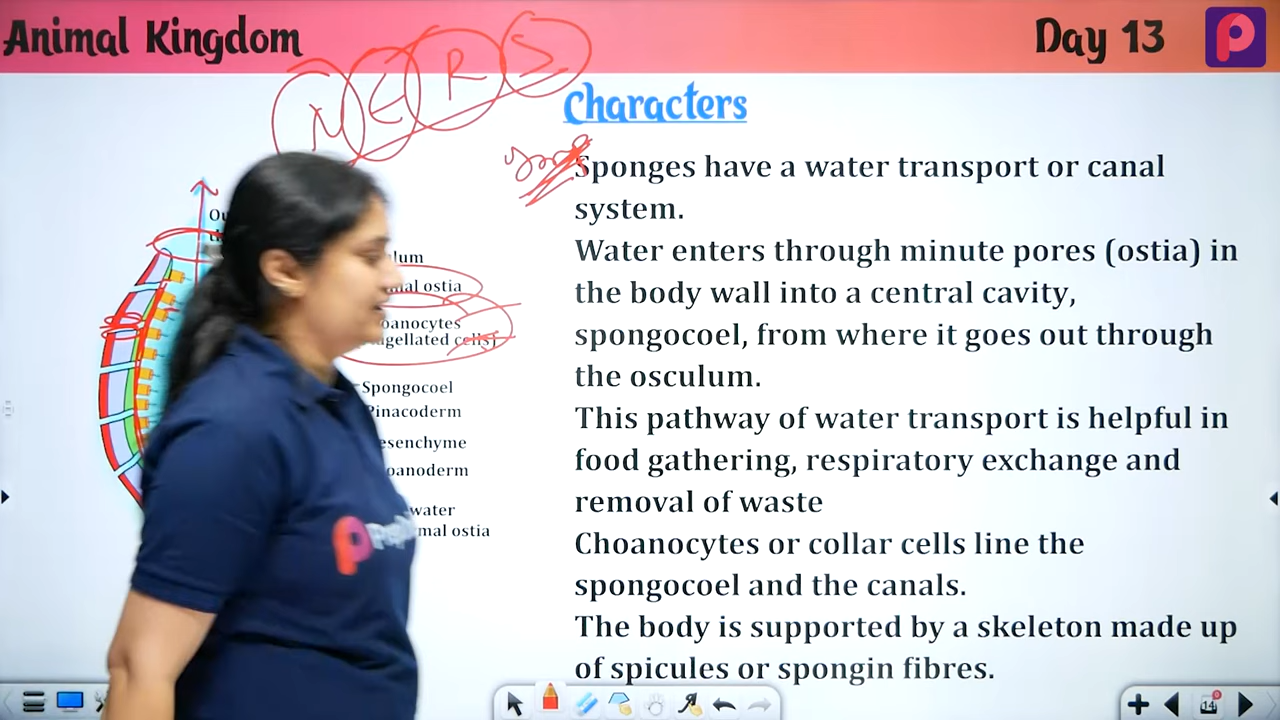 Animal Kingdom
Day 13
N E R S
Characters
Sponges have a water transport or canal
system.
Water enters through minute pores (ostia) in
the body wall into a central cavity,
spongocoel, from where it goes out through
the osculum.
This pathway of water transport is helpful in
food gathering, respiratory exchange and
removal of waste
Choanocytes or collar cells line the
spongocoel and the canals.
The body is supported by a skeleton made up
of spicules or spongin fibres.
ulum
nal ostia
oanocytes
agellated cells)
Spongocoel
Pinacoderm
esenchyme
oanoderm
water
mal ostia
14